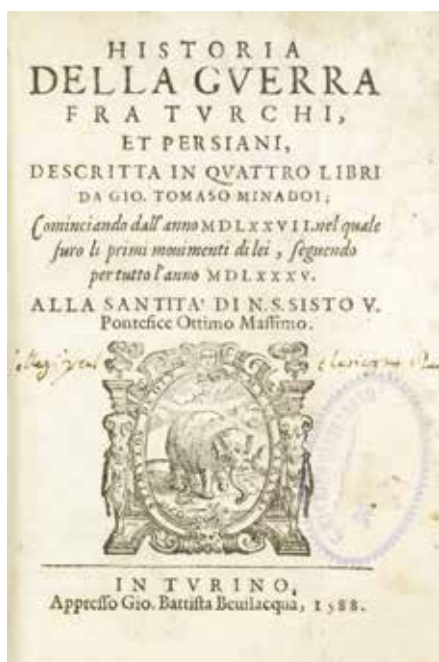 HISTORIA
DELLA GVERRA
FRA TVRCHI,
ET PERSIANI,
DESCRITTA IN QVATTRO LIBRI
DA GIO. TOMASO MINADOI;
Cominciando dall'anno MDLXXVII. nel quale
furo li primi mouimenti di lei, seguendo
per tutto l'anno MDLXXXV.
ALLA SANTITA' DI N.S. SISTO V.
Pontefice Ottimo Massimo.
IN TVRINO,
Appresso Gio. Battista Beuilacqua, 1588.